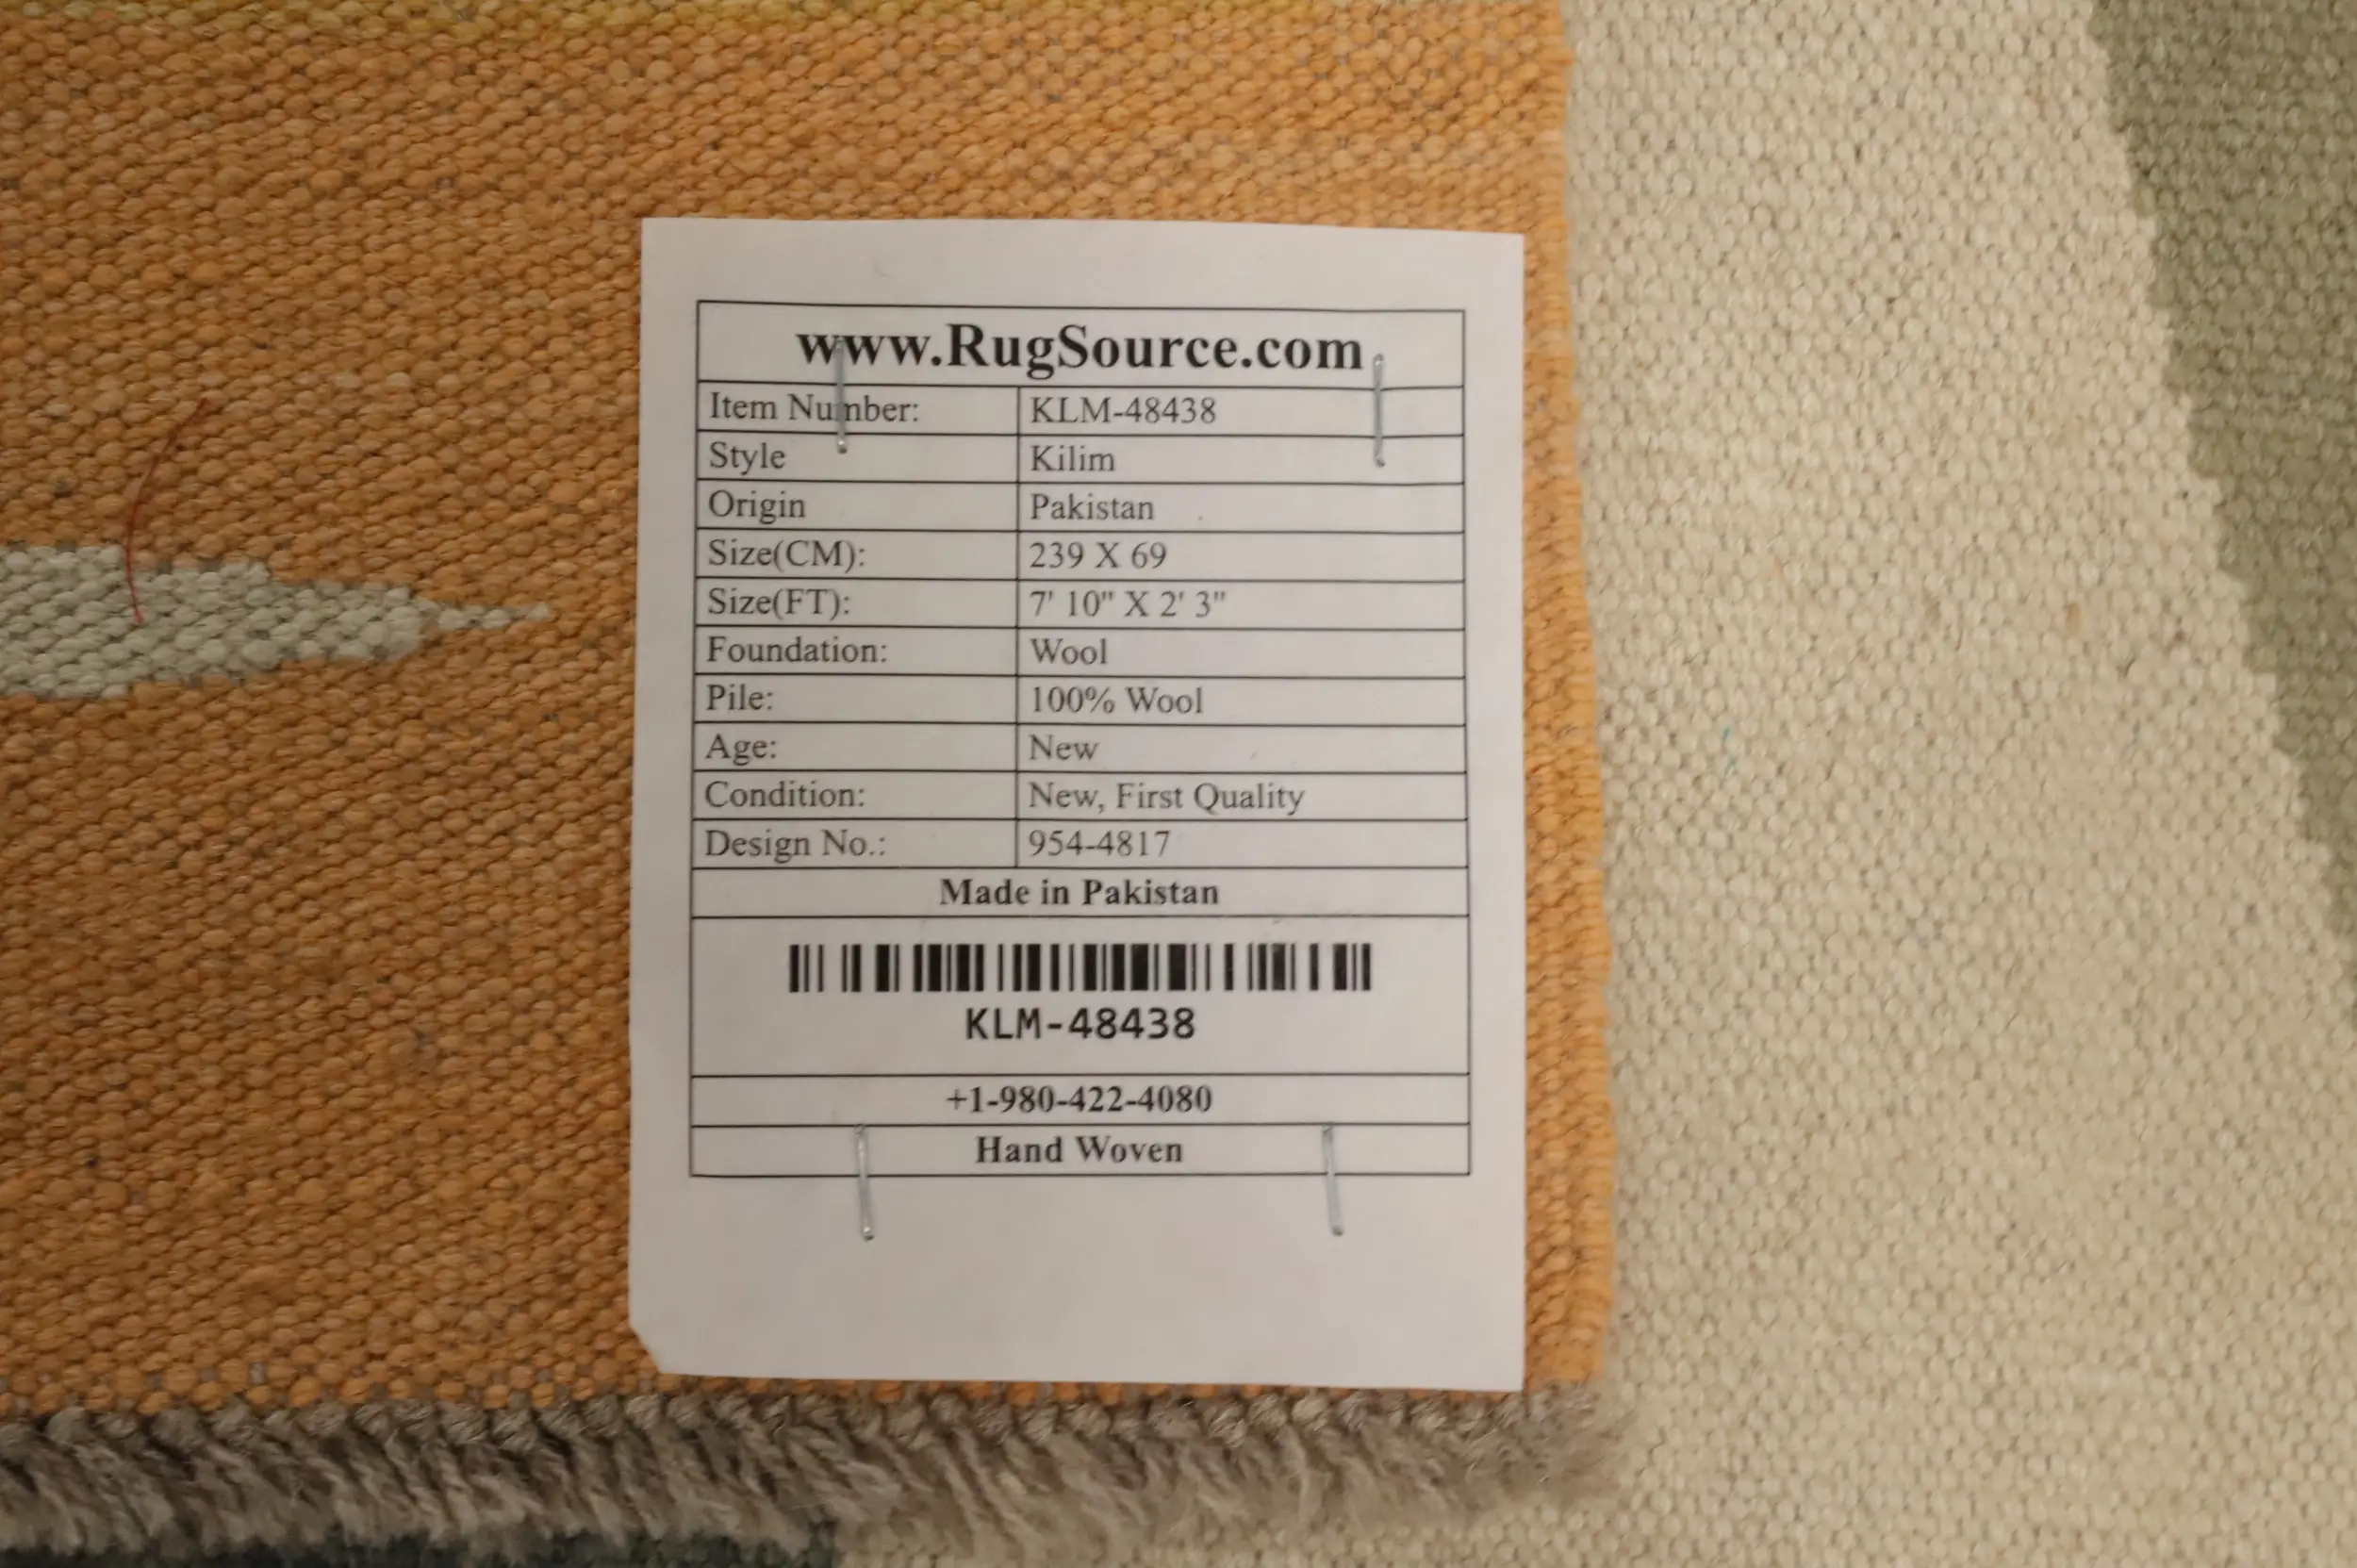 www.RugSource.com
Item Number: KLM-48438
Style Kilim
Origin Pakistan
Size(CM): 239 X 69
Size(FT): 7' 10" X 2' 3"
Foundation: Wool
Pile: 100% Wool
Age: New
Condition: New, First Quality
Design No.: 954-4817
Made in Pakistan
KLM-48438
+1-980-422-4080
Hand Woven